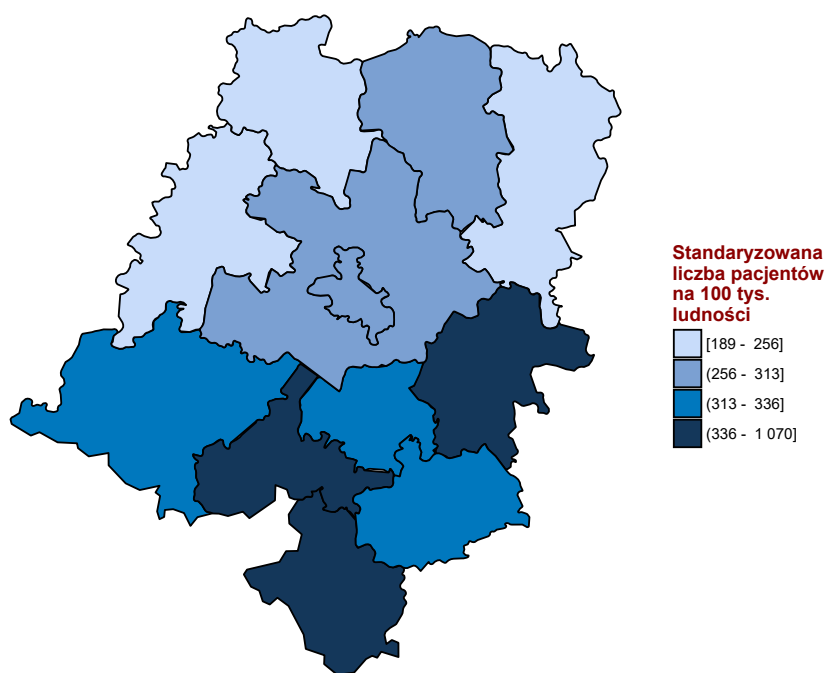 Standaryzowana
liczba pacjentów
na 100 tys.
ludności
[189 - 256]
(256 - 313]
(313 - 336]
(336 - 1 070]